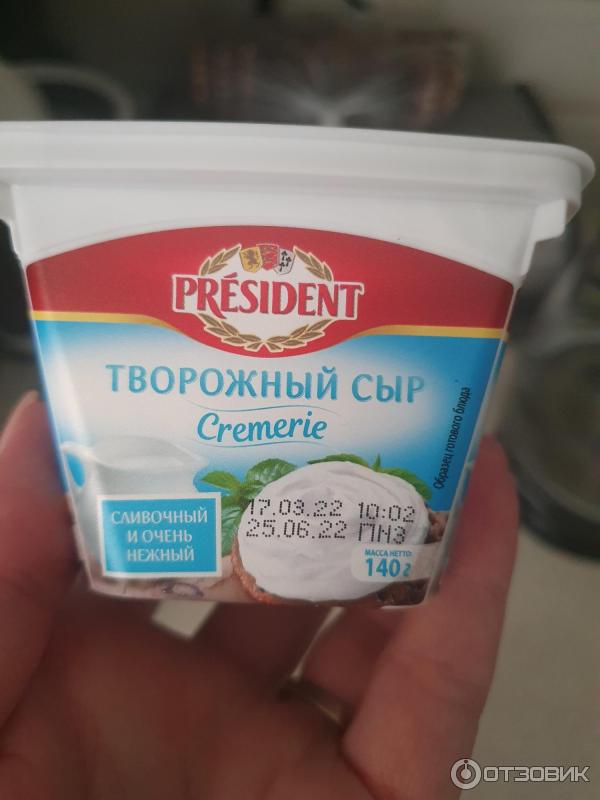 PRÉSIDENT
ТВОРОЖНЫЙ СЫР
Cremerie
Образец готового блюда
СЛИВОЧНЫЙ
И ОЧЕНЬ
НЕЖНЫЙ
17.03.22 10:02
25.06.22 ПН3
МАССА НЕТТО:
140 г
ОТЗОВИК